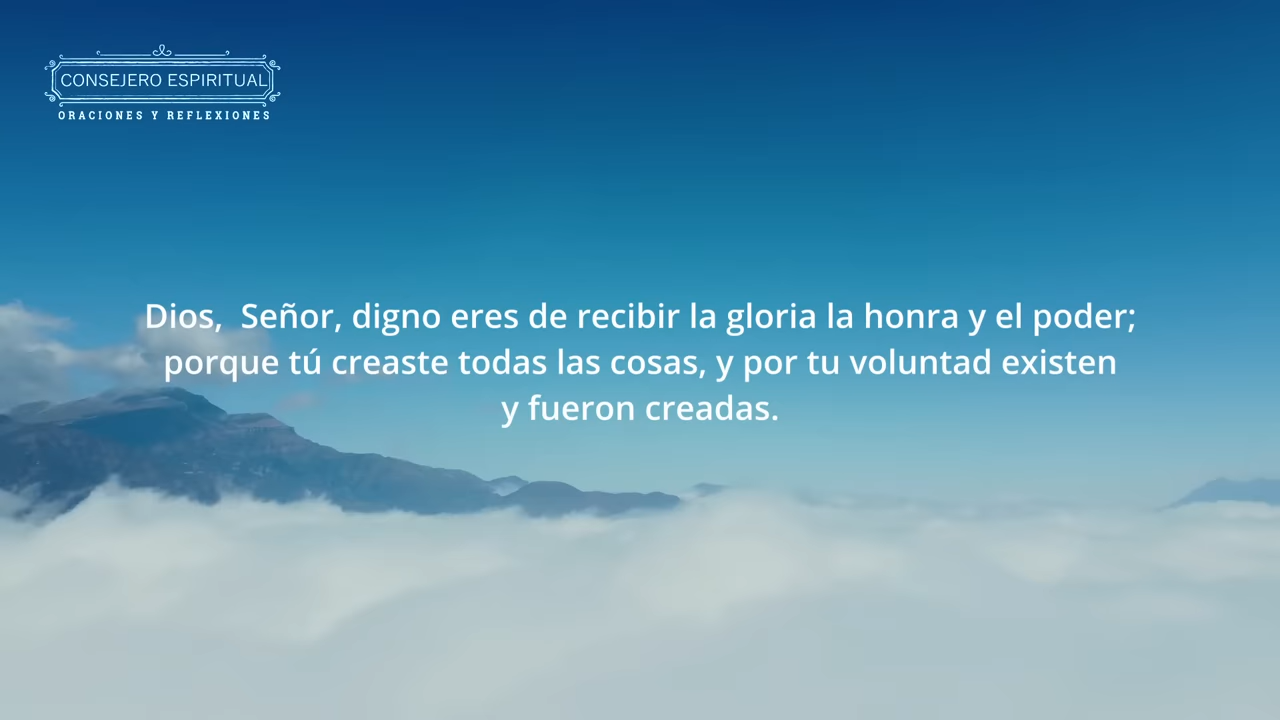 CONSEJERO ESPIRITUAL
ORACIONES Y REFLEXIONES
Dios,  Señor, digno eres de recibir la gloria la honra y el poder;
porque tú creaste todas las cosas, y por tu voluntad existen
y fueron creadas.